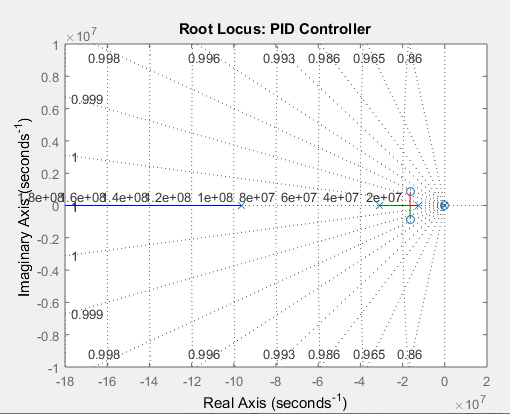 Root Locus: PID Controller
×10^7
1
0.8
0.6
0.4
0.2
0
-0.2
-0.4
-0.6
-0.8
-1
Imaginary Axis (seconds^-1)
0.998 0.996 0.993 0.986 0.965 0.86
0.999
1
1.6e+08 1.4e+08 1.2e+08 1e+08 8e+07 6e+07 4e+07 2e+07
1
1
0.999
0.998 0.996 0.993 0.986 0.965 0.86
-18 -16 -14 -12 -10 -8 -6 -4 -2 0 2
Real Axis (seconds^-1)
×10^7